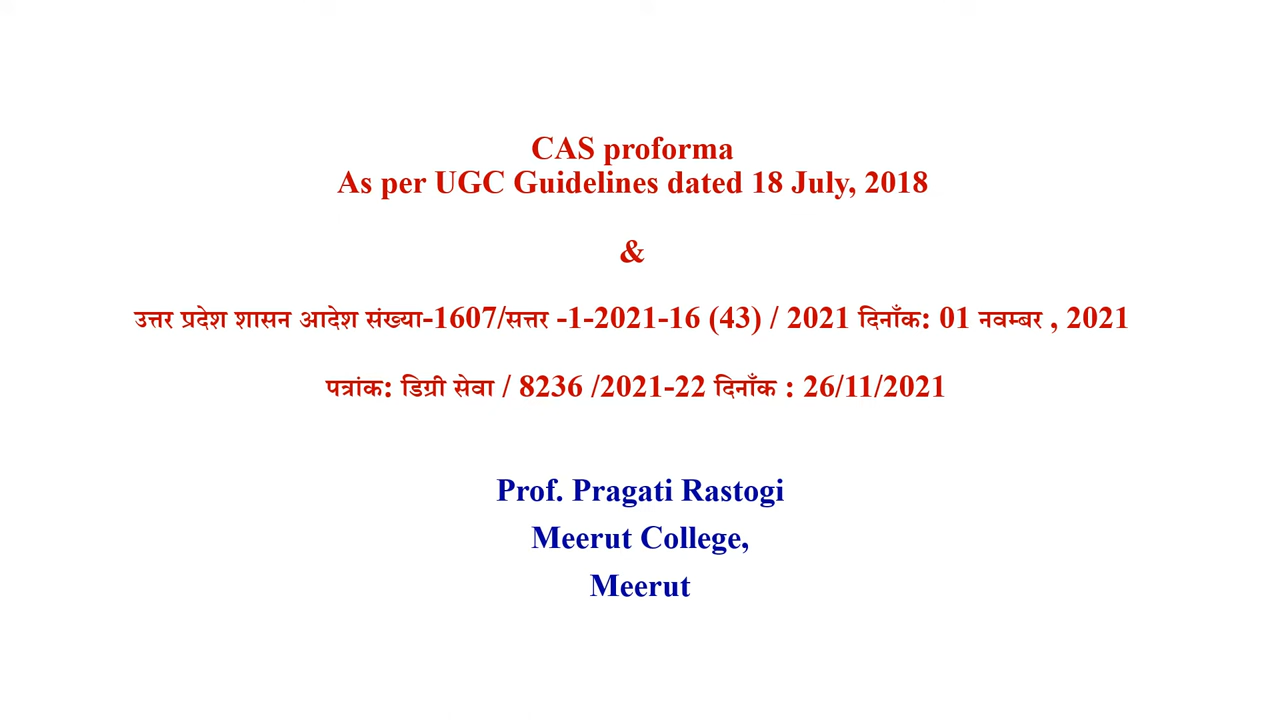 CAS proforma
As per UGC Guidelines dated 18 July, 2018
&
उत्तर प्रदेश शासन आदेश संख्या-1607/सत्तर -1-2021-16 (43) / 2021 दिनाँक: 01 नवम्बर , 2021
पत्रांक: डिग्री सेवा / 8236 /2021-22 दिनाँक : 26/11/2021
Prof. Pragati Rastogi
Meerut College,
Meerut